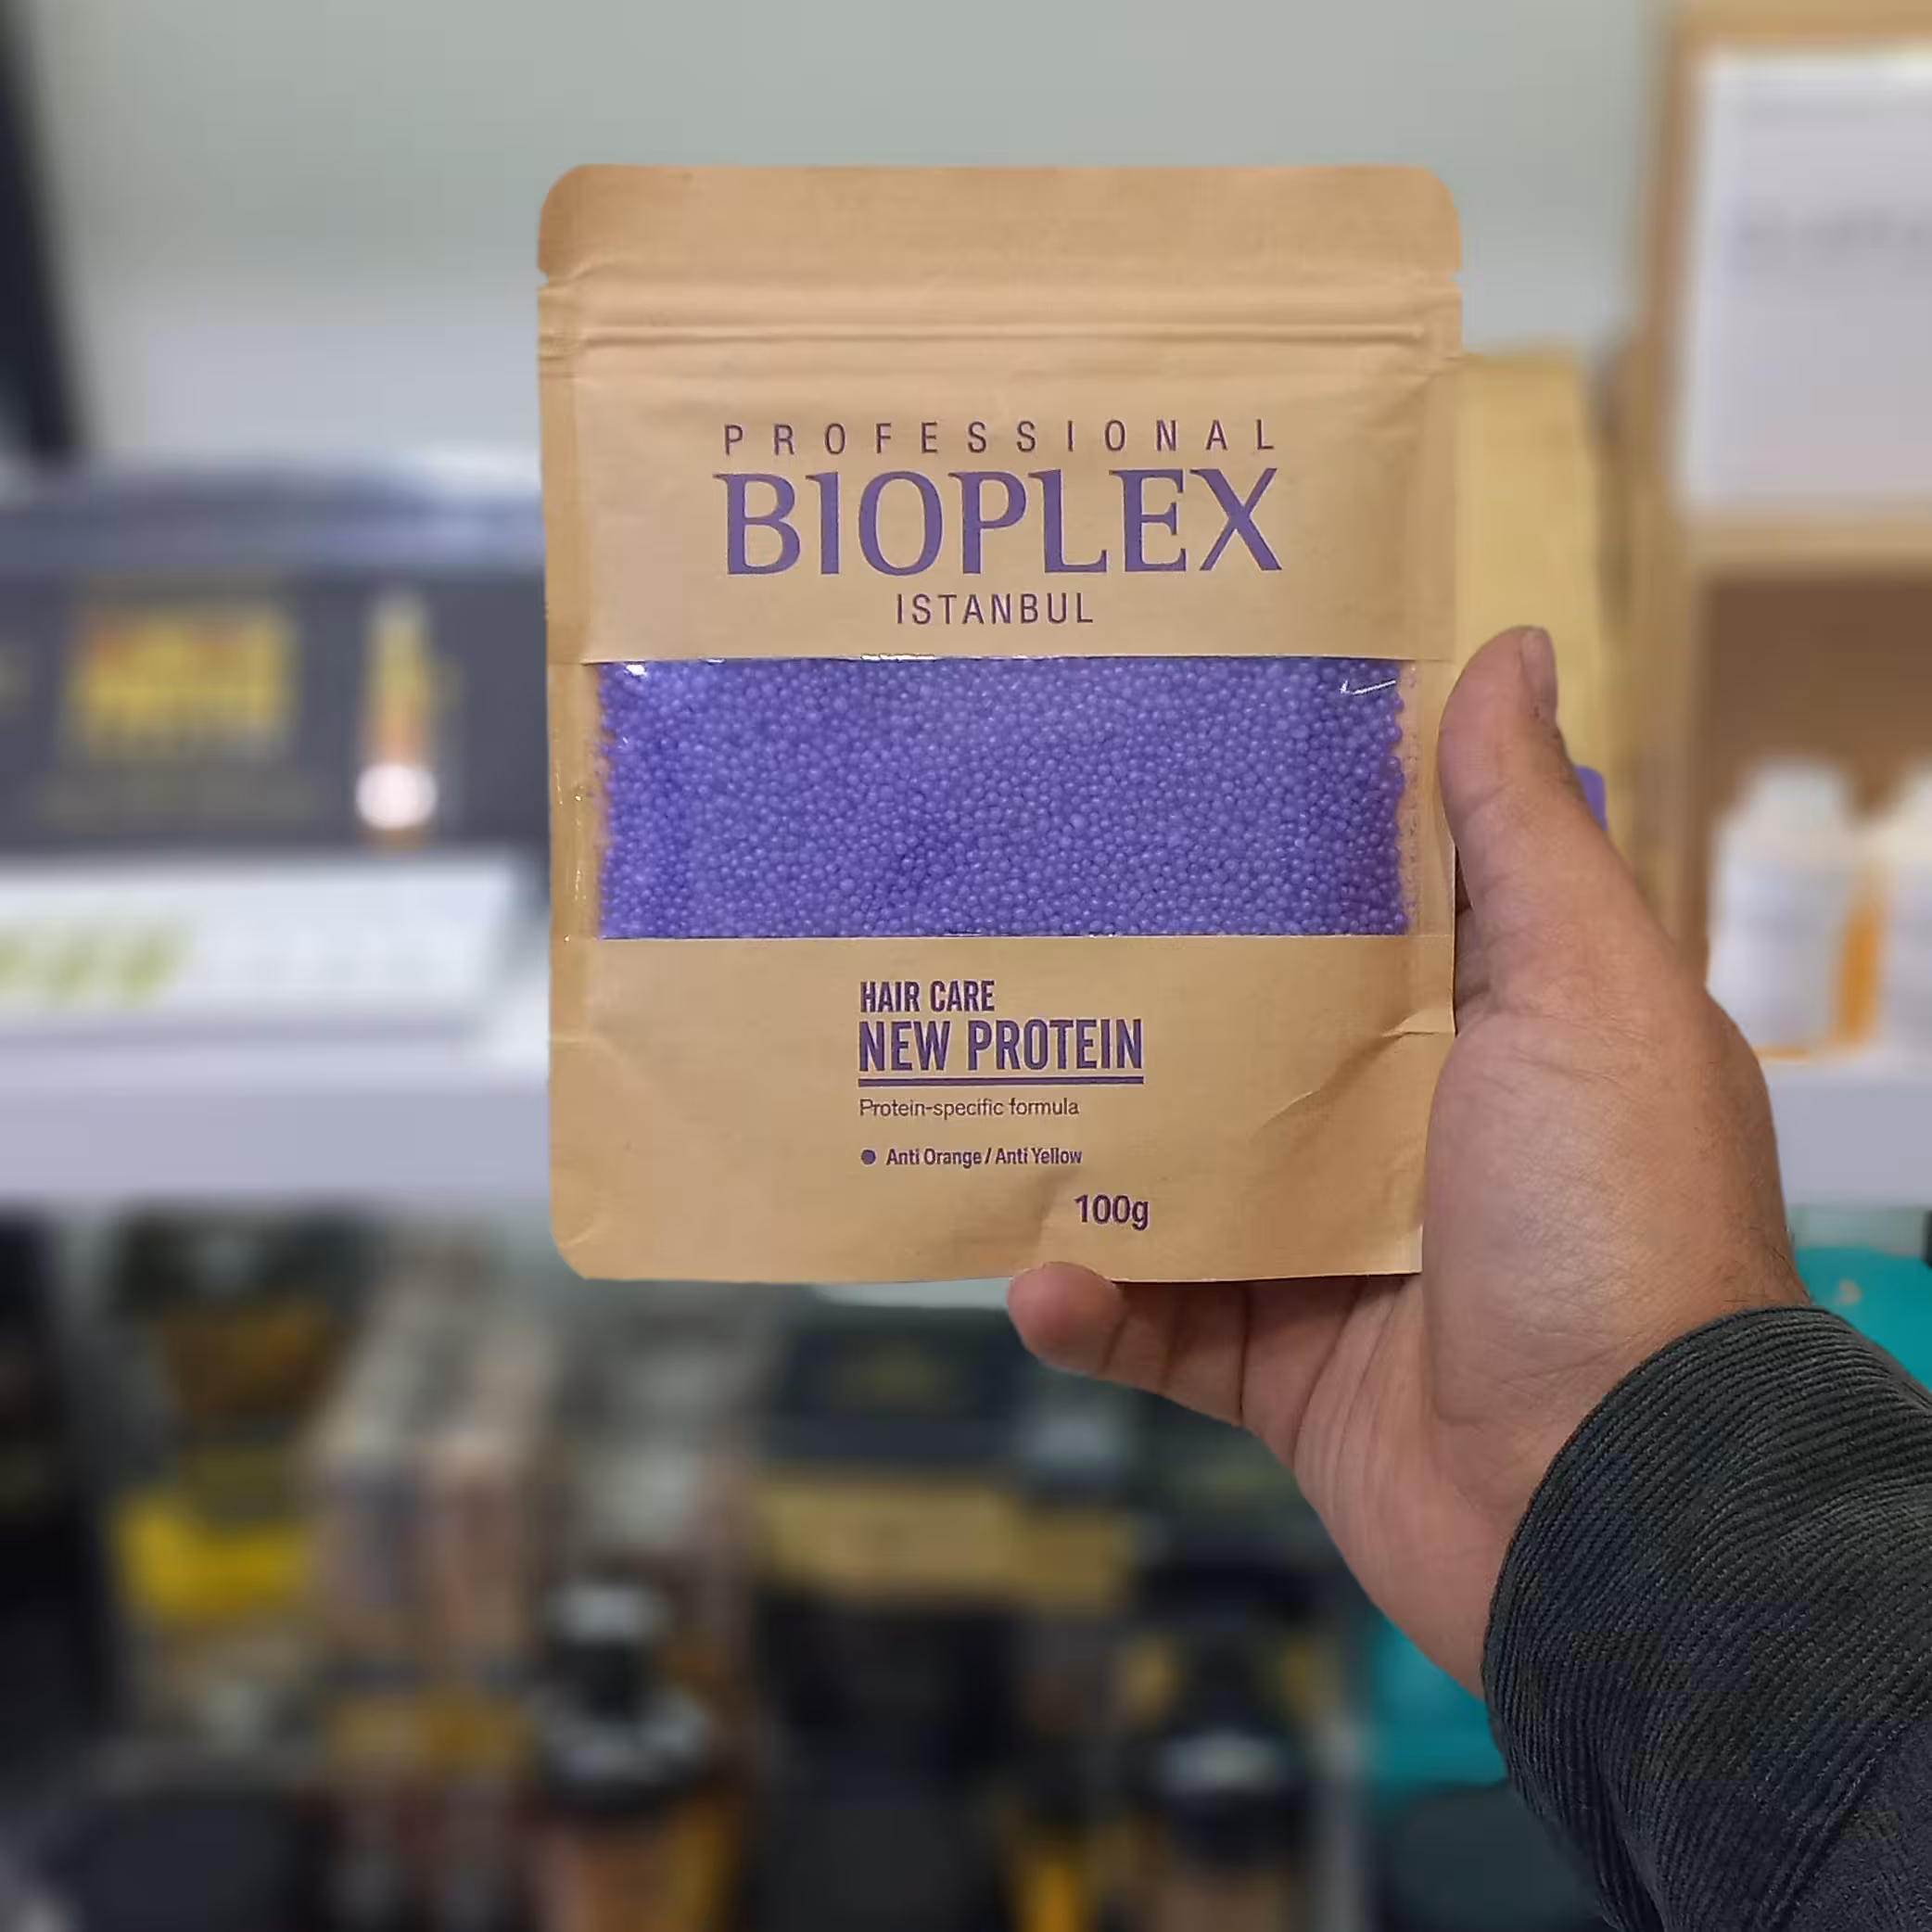 PROFESSIONAL
BIOPLEX
ISTANBUL
HAIR CARE
NEW PROTEIN
Protein-specific formula
Anti Orange / Anti Yellow
100g